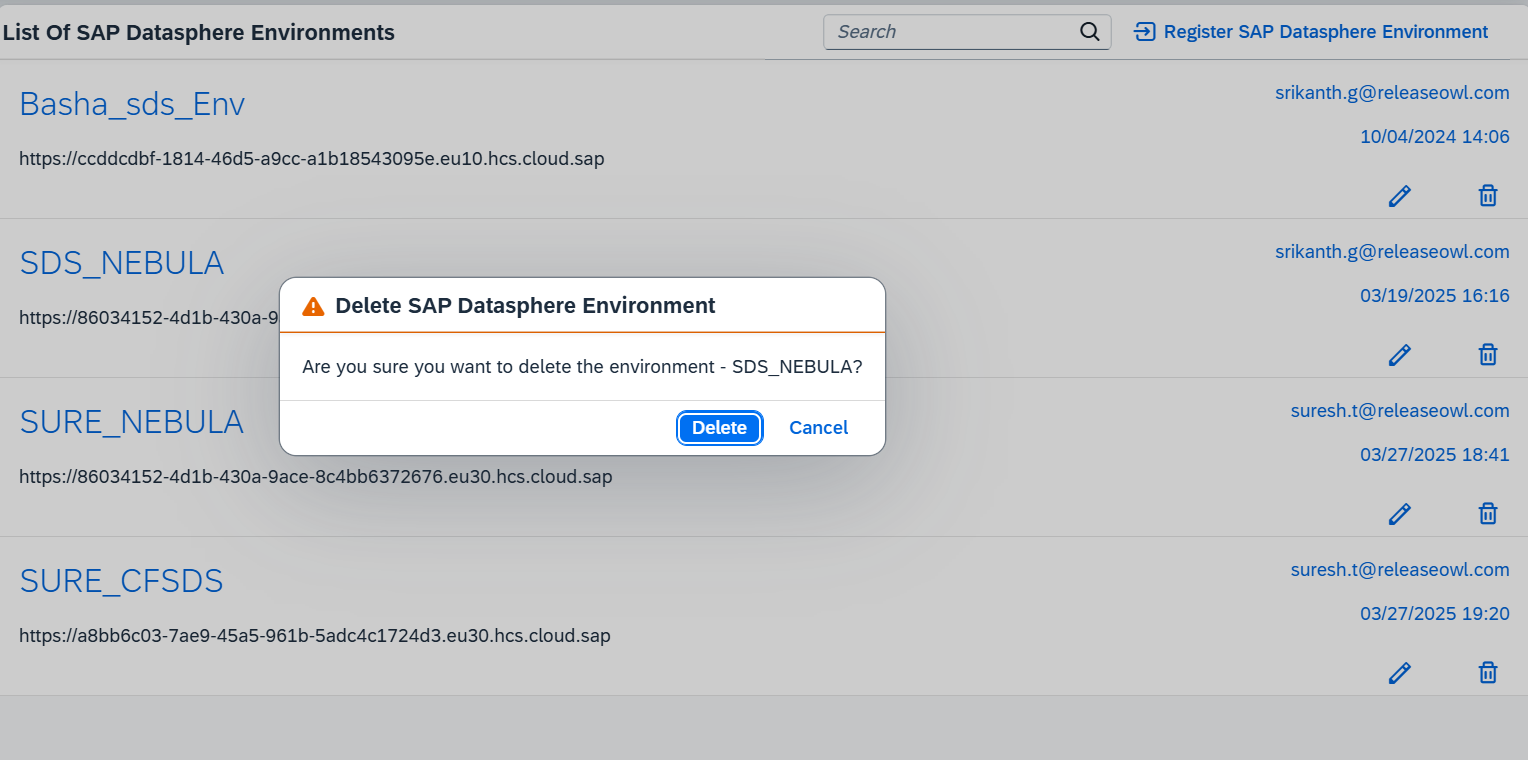 List Of SAP Datasphere Environments
Search
Register SAP Datasphere Environment
Basha_sds_Env
srikanth.g@releaseowl.com
10/04/2024 14:06
https://ccddcdbf-1814-46d5-a9cc-a1b18543095e.eu10.hcs.cloud.sap
SDS_NEBULA
srikanth.g@releaseowl.com
03/19/2025 16:16
https://86034152-4d1b-430a-9
Delete SAP Datasphere Environment
Are you sure you want to delete the environment - SDS_NEBULA?
Delete
Cancel
SURE_NEBULA
suresh.t@releaseowl.com
03/27/2025 18:41
https://86034152-4d1b-430a-9ace-8c4bb6372676.eu30.hcs.cloud.sap
SURE_CFSDS
suresh.t@releaseowl.com
03/27/2025 19:20
https://a8bb6c03-7ae9-45a5-961b-5adc4c1724d3.eu30.hcs.cloud.sap